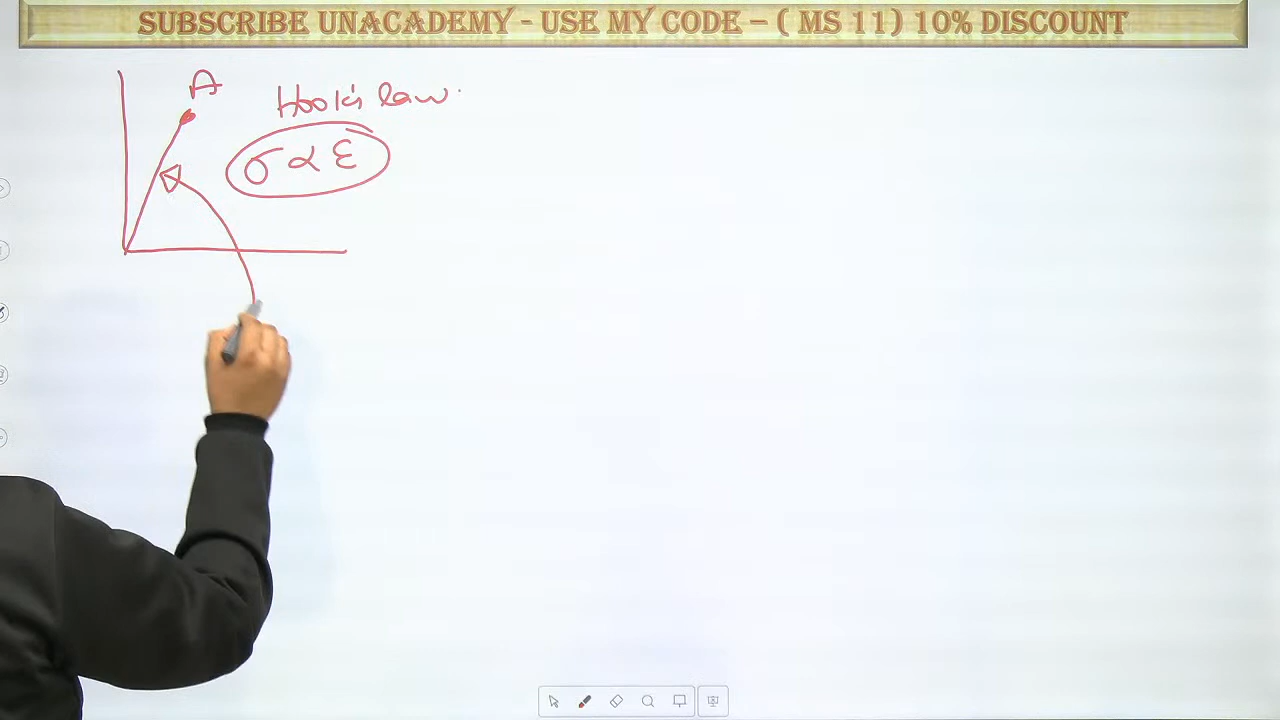 SUBSCRIBE UNACADEMY - USE MY CODE – ( MS 11) 10% DISCOUNT
A
Hook's law.
σ ∝ ε